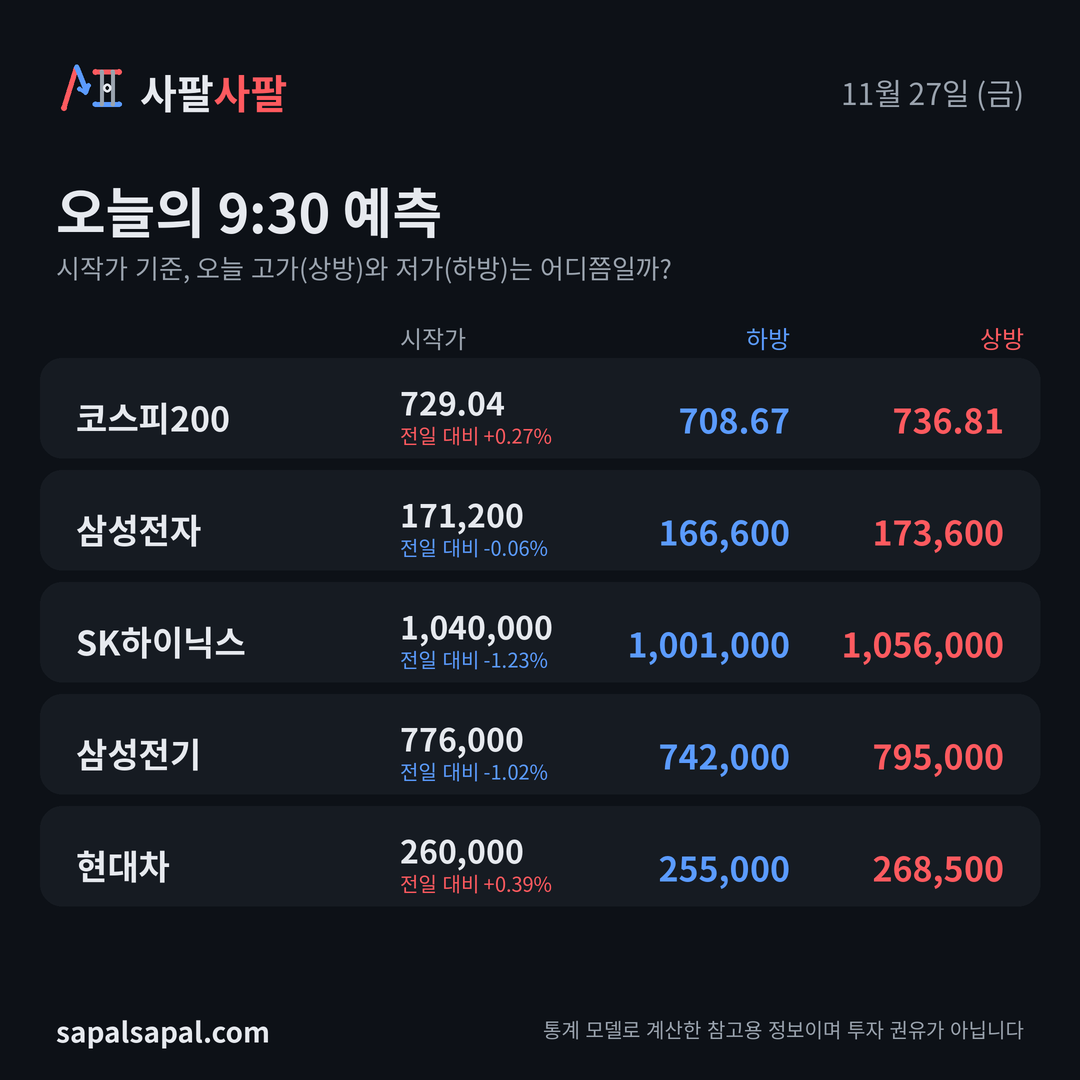 사팔사팔
11월 27일 (금)
오늘의 9:30 예측
시작가 기준, 오늘 고가(상방)와 저가(하방)는 어디쯤일까?
시작가 하방 상방
코스피200 729.04 708.67 736.81
전일 대비 +0.27%
삼성전자 171,200 166,600 173,600
전일 대비 -0.06%
SK하이닉스 1,040,000 1,001,000 1,056,000
전일 대비 -1.23%
삼성전기 776,000 742,000 795,000
전일 대비 -1.02%
현대차 260,000 255,000 268,500
전일 대비 +0.39%
sapalsapal.com
통계 모델로 계산한 참고용 정보이며 투자 권유가 아닙니다